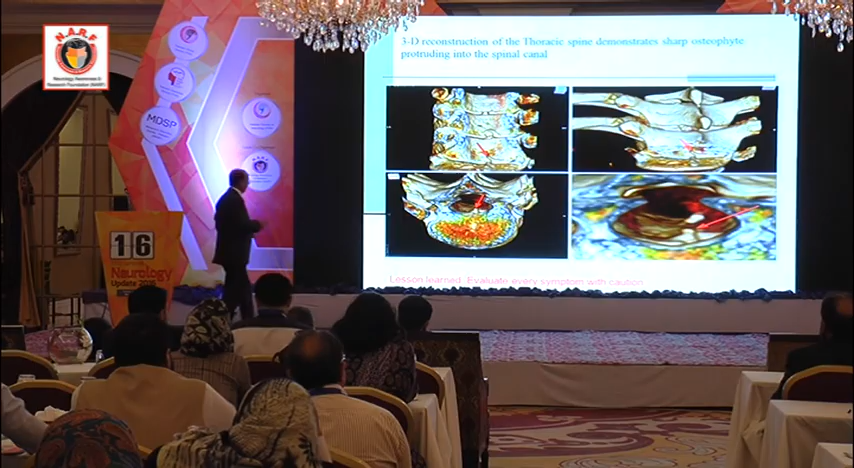 N.A.R.F
Neurology Awareness &
Research Foundation (NARF)
3-D reconstruction of the Thoracic spine demonstrates sharp osteophyte
protruding into the spinal canal
MDSP
16
Neurology
Update
Lesson learned: Evaluate every symptom with caution